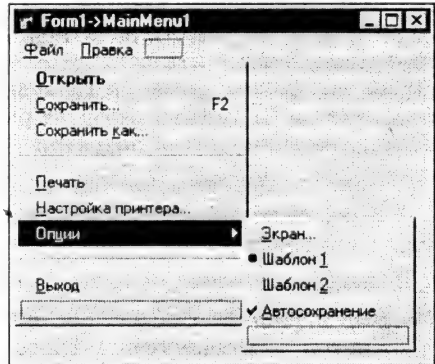 Form1->MainMenu1
Файл Правка
Открыть
Сохранить... F2
Сохранить как...
Печать
Настройка принтера...
Опции
Экран...
Шаблон 1
Шаблон 2
Выход
Автосохранение